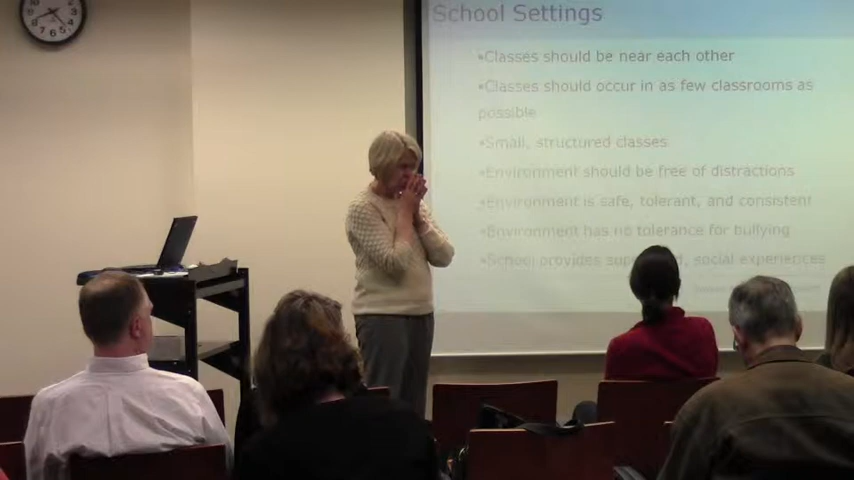 School Settings
•Classes should be near each other
•Classes should occur in as few classrooms as
possible
•Small, structured classes
•Environment should be free of distractions
•Environment is safe, tolerant, and consistent
•Environment has no tolerance for bullying
•School provides social experiences